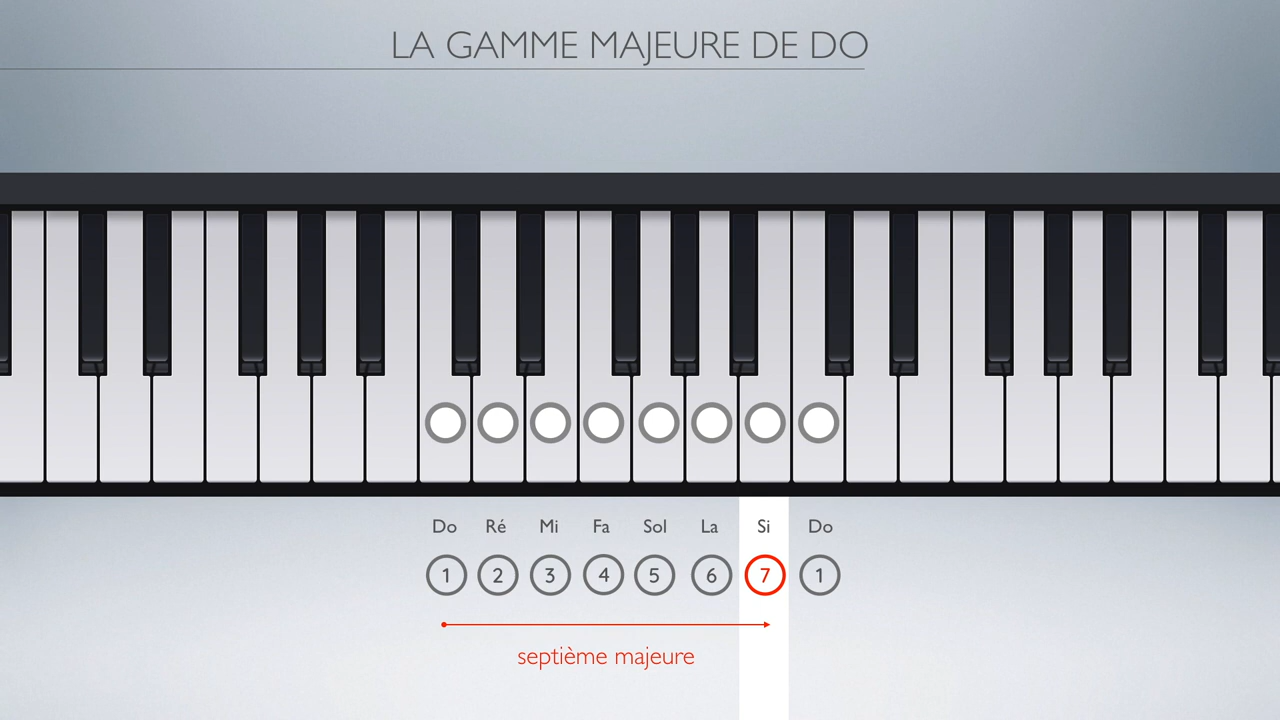 LA GAMME MAJEURE DE DO
Do Ré Mi Fa Sol La Si Do
1 2 3 4 5 6 7 1
septième majeure